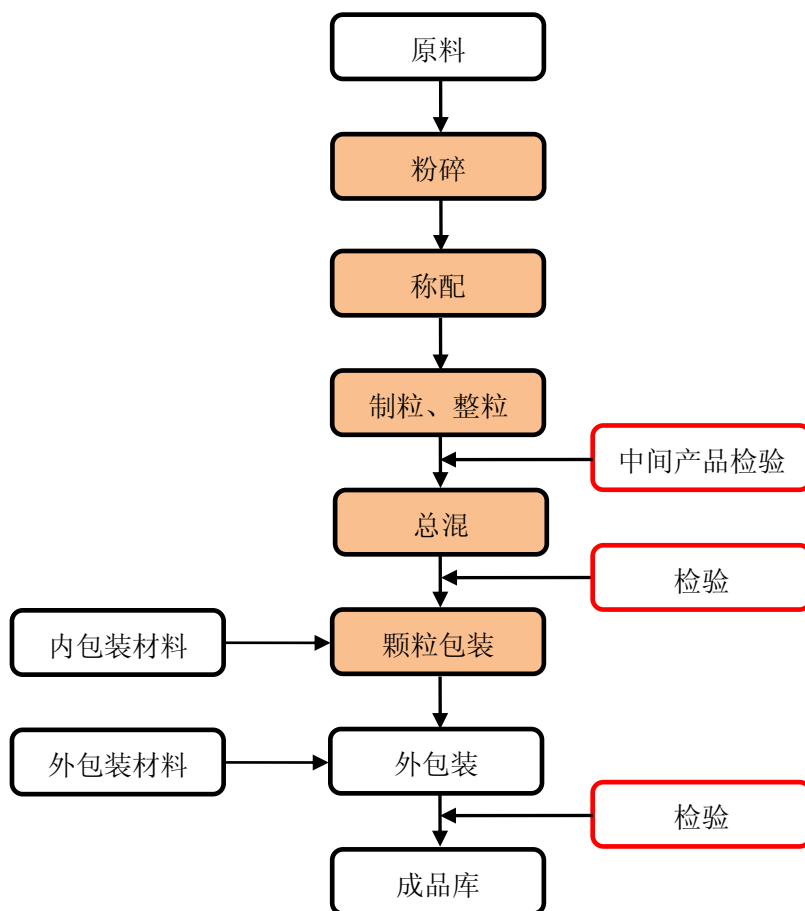 原料
粉碎
称配
制粒、整粒
中间产品检验
总混
检验
内包装材料
颗粒包装
外包装材料
外包装
检验
成品库